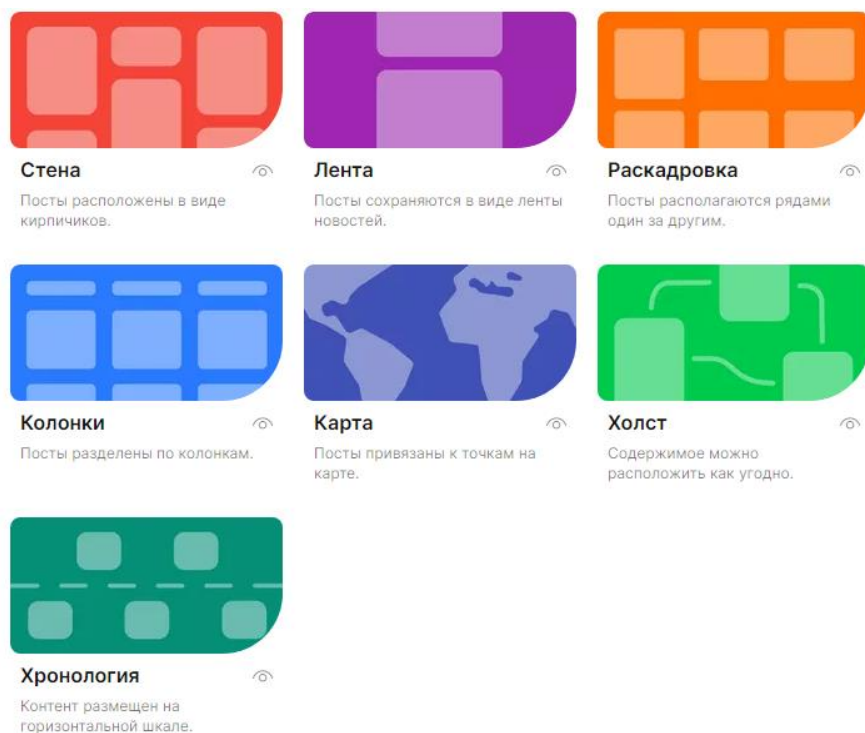 Стена
Посты расположены в виде
кирпичиков.
Лента
Посты сохраняются в виде ленты
новостей.
Раскадровка
Посты располагаются рядами
один за другим.
Колонки
Посты разделены по колонкам.
Карта
Посты привязаны к точкам на
карте.
Холст
Содержимое можно
расположить как угодно.
Хронология
Контент размещен на
горизонтальной шкале.